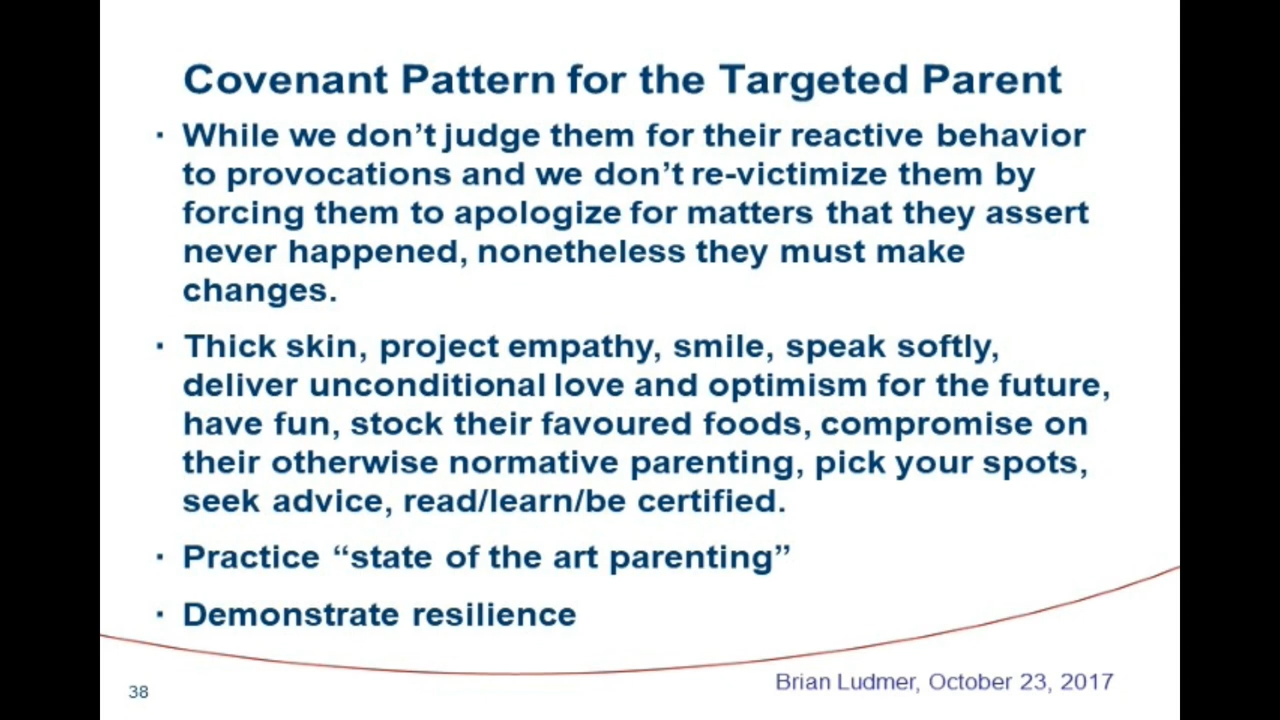 Covenant Pattern for the Targeted Parent
· While we don't judge them for their reactive behavior
to provocations and we don't re-victimize them by
forcing them to apologize for matters that they assert
never happened, nonetheless they must make
changes.
· Thick skin, project empathy, smile, speak softly,
deliver unconditional love and optimism for the future,
have fun, stock their favoured foods, compromise on
their otherwise normative parenting, pick your spots,
seek advice, read/learn/be certified.
· Practice “state of the art parenting”
· Demonstrate resilience
38
Brian Ludmer, October 23, 2017